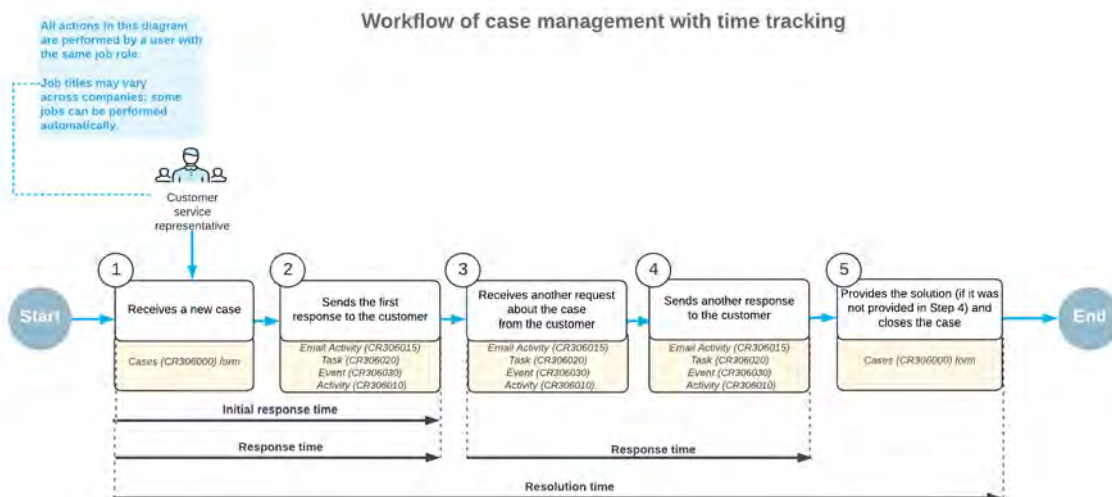 Workflow of case management with time tracking
All actions in this diagram
are performed by a user with
the same job role.
Job titles may vary
across companies; some
jobs can be performed
automatically.
Customer
service
representative
Start
1
Receives a new case
Cases (CR306000) form
2
Sends the first
response to the customer
Email Activity (CR306015)
Task (CR306020)
Event (CR306030)
Activity (CR306010)
3
Receives another request
about the case
from the customer
Email Activity (CR306015)
Task (CR306020)
Event (CR306030)
Activity (CR306010)
4
Sends another response
to the customer
Email Activity (CR306015)
Task (CR306020)
Event (CR306030)
Activity (CR306010)
5
Provides the solution (if it was
not provided in Step 4) and
closes the case
Cases (CR306000) form
End
Initial response time
Response time
Response time
Resolution time